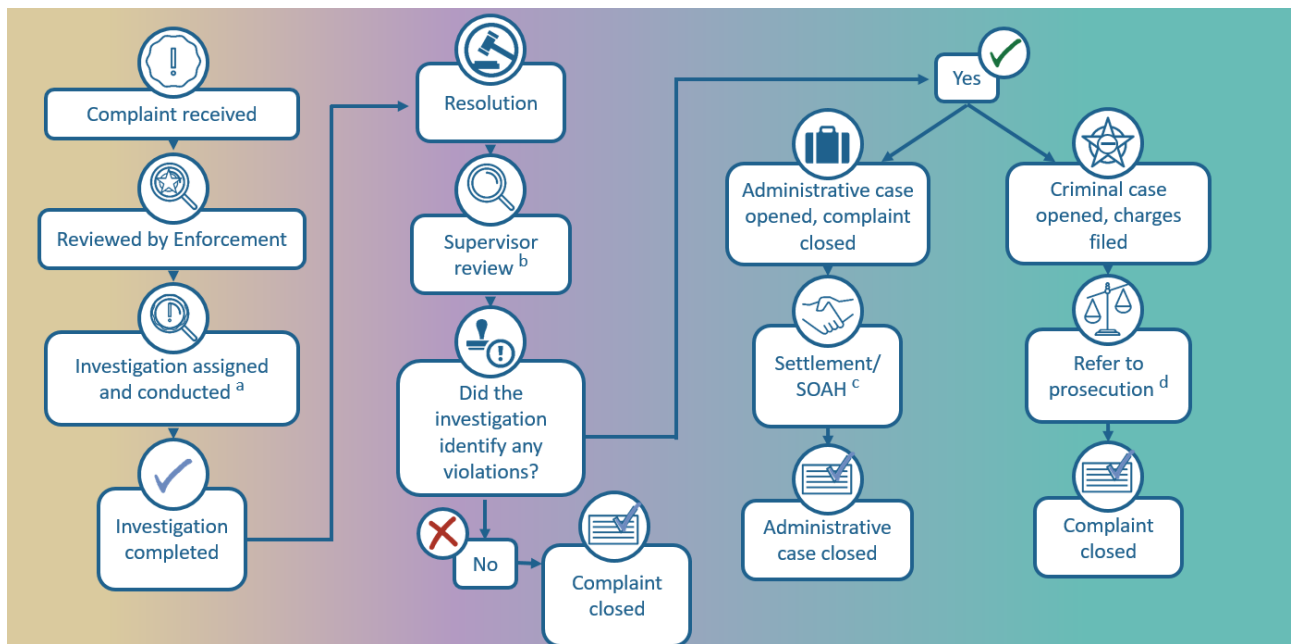 Complaint received
Reviewed by Enforcement
Investigation assigned
and conducted a
Investigation
completed
Resolution
Supervisor
review b
Did the
investigation
identify any
violations?
No
Complaint
closed
Yes
Administrative case
opened, complaint
closed
Settlement/
SOAH c
Administrative
case closed
Criminal case
opened, charges
filed
Refer to
prosecution d
Complaint
closed